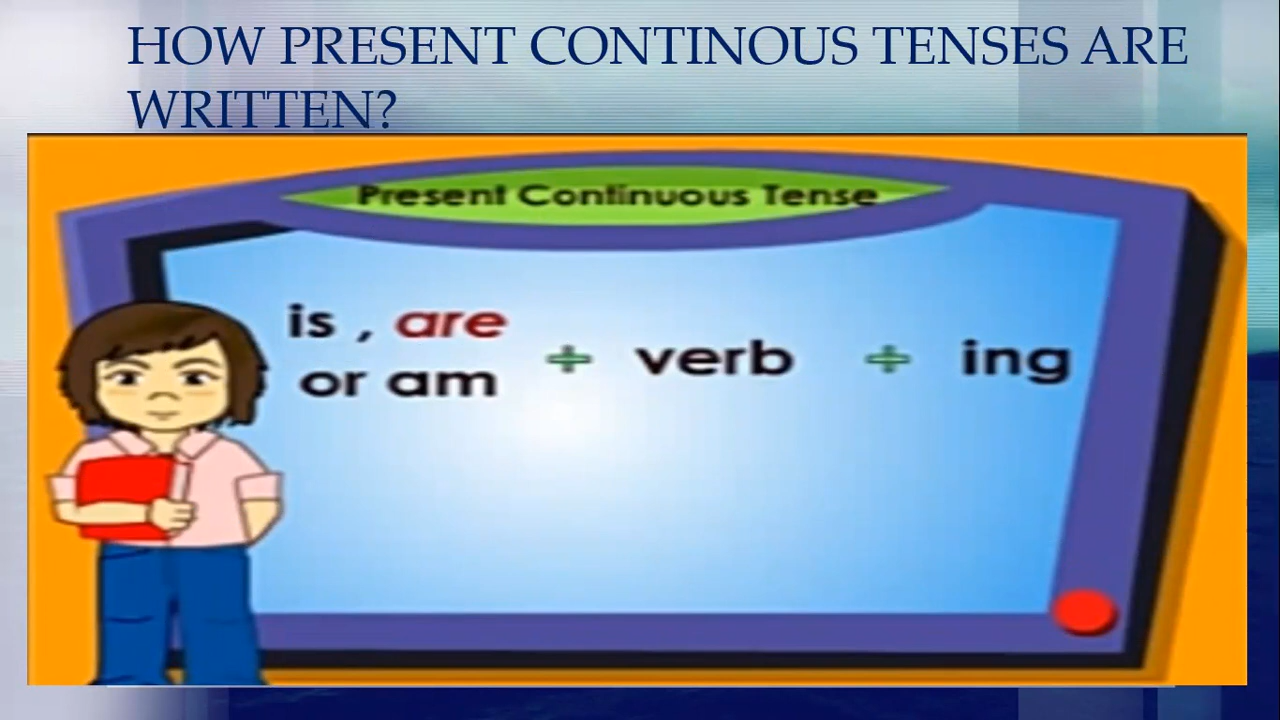 HOW PRESENT CONTINOUS TENSES ARE
WRITTEN?
Present Continuous Tense
is , are
or am + verb + ing